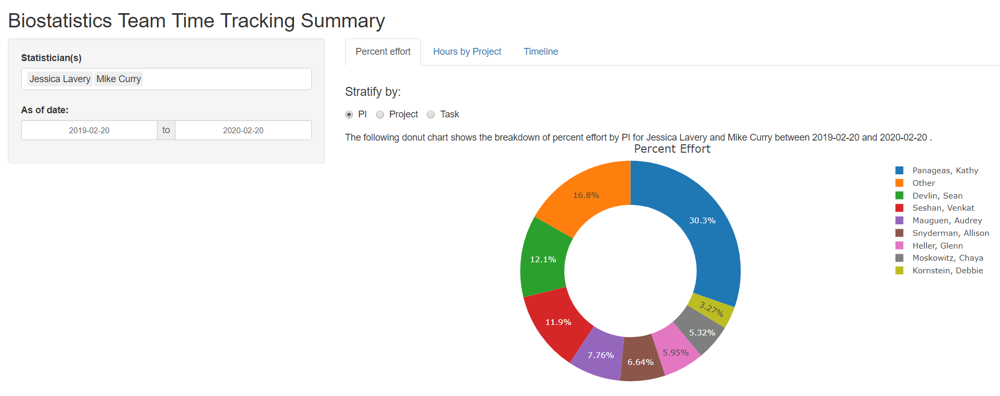 Biostatistics Team Time Tracking Summary
Statistician(s)
Jessica Lavery Mike Curry
As of date:
2019-02-20 to 2020-02-20
Percent effort Hours by Project Timeline
Stratify by:
PI Project Task
The following donut chart shows the breakdown of percent effort by PI for Jessica Lavery and Mike Curry between 2019-02-20 and 2020-02-20 .
Percent Effort
16.8%
30.3%
12.1%
3.27%
11.9%
5.32%
5.95%
7.76%
6.64%
Panageas, Kathy
Other
Devlin, Sean
Seshan, Venkat
Mauguen, Audrey
Snyderman, Allison
Heller, Glenn
Moskowitz, Chaya
Kornstein, Debbie